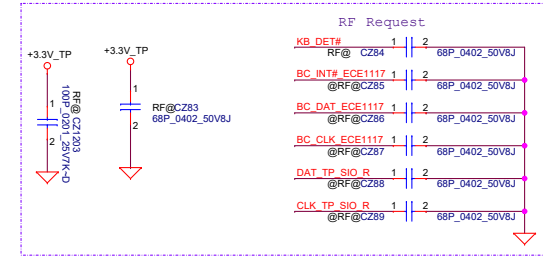 RF Request
+3.3V_TP
1
2
RF@ CZ1203
100P_0201_25V7K~D
+3.3V_TP
1
2
RF@CZ83
68P_0402_50V8J
KB_DET# 1 2
RF@ CZ84 68P_0402_50V8J
BC_INT#_ECE1117 1 2
@RF@CZ85 68P_0402_50V8J
BC_DAT_ECE1117 1 2
@RF@CZ86 68P_0402_50V8J
BC_CLK_ECE1117 1 2
@RF@CZ87 68P_0402_50V8J
DAT_TP_SIO_R 1 2
@RF@CZ88 68P_0402_50V8J
CLK_TP_SIO_R 1 2
@RF@CZ89 68P_0402_50V8J